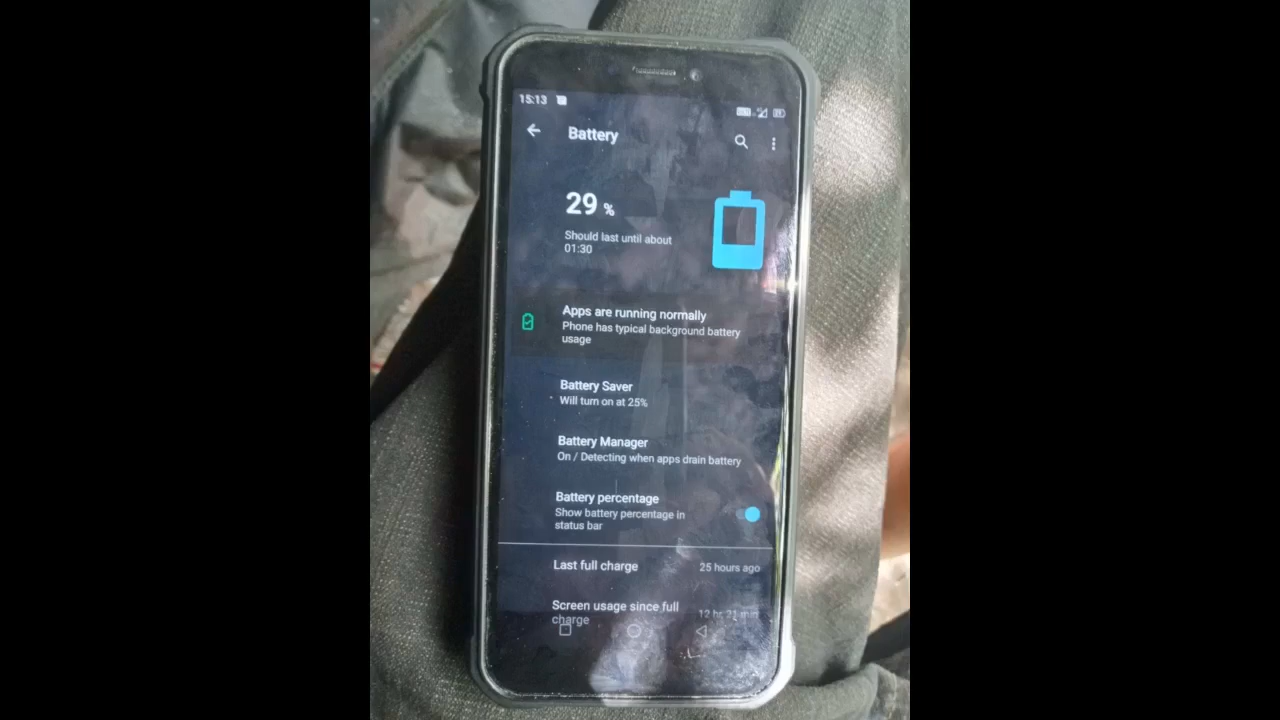 15:13
Battery
29 %
Should last until about
01:30
Apps are running normally
Phone has typical background battery
usage
Battery Saver
Will turn on at 25%
Battery Manager
On / Detecting when apps drain battery
Battery percentage
Show battery percentage in
status bar
Last full charge
25 hours ago
Screen usage since full
charge
12 hr 21 min